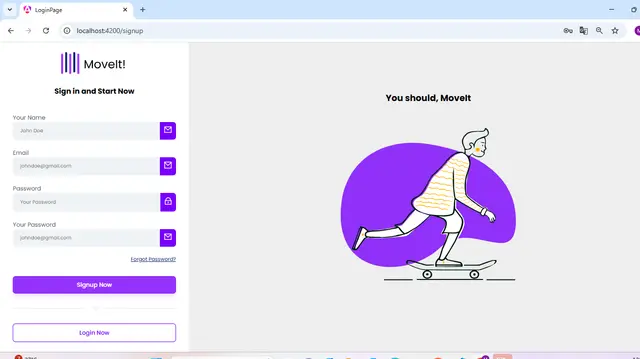 LoginPage
localhost:4200/signup
MoveIt!
Sign in and Start Now
Your Name
John Doe
Email
johndoe@gmail.com
Password
Your Password
Your Password
johndoe@gmail.com
Forgot Password?
Signup Now
Login Now
You should, MoveIt